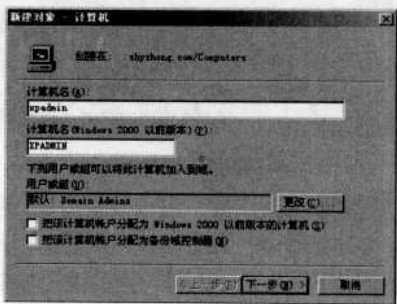 新建对象 - 计算机
创建在: shyzhong.com/Computers
计算机名(A):
xpadmin
计算机名(Windows 2000 以前版本)(P):
XPADMIN
下列用户或组可以将此计算机加入到域。
用户或组(U)
默认: Domain Admins
更改(C)...
把该计算机帐户分配为 Windows 2000 以前版本的计算机(S)
把该计算机帐户分配为备份域控制器(K)
< 上一步(B)
下一步(N) >
取消